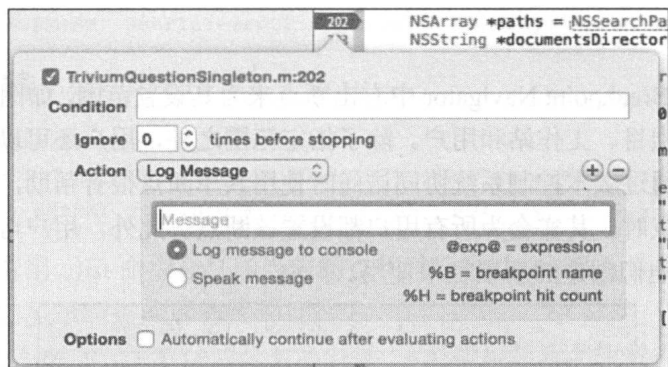 202 NSArray *paths = NSSearchPa
NSString *documentsDirector
TriviumQuestionSingleton.m:202
Condition
Ignore 0 times before stopping
Action Log Message
Message
Log message to console @exp@ = expression
Speak message %B = breakpoint name
%H = breakpoint hit count
Options Automatically continue after evaluating actions